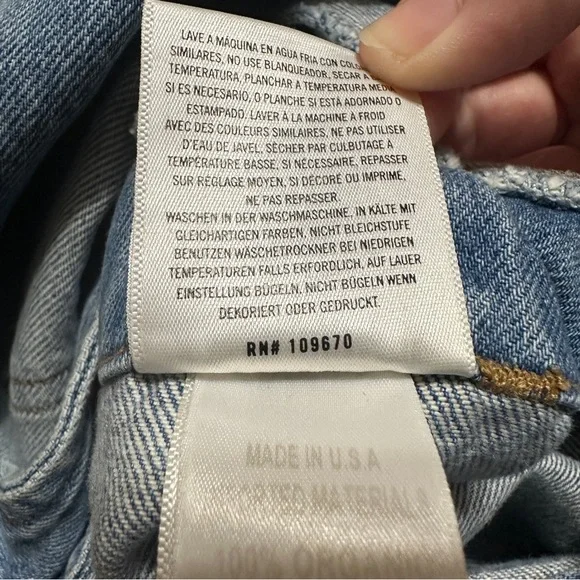 LAVE A MÁQUINA EN AGUA FRIA CON
SIMILARES, NO USE BLANQUEADOR, SECAR A
TEMPERATURA, PLANCHAR A TEMPERATURA
SI ES NECESARIO, O PLANCHE SI ESTÁ ADORNADO O
ESTAMPADO. LAVER À LA MACHINE À FROID
AVEC DES COULEURS SIMILAIRES, NE PAS UTILISER
D'EAU DE JAVEL, SÉCHER PAR CULBUTAGE À
TEMPÉRATURE BASSE, SI NÉCESSAIRE, REPASSER
SUR RÉGLAGE MOYEN, SI DÉCORÉ OU IMPRIMÉ,
NE PAS REPASSER.
WASCHEN IN DER WASCHMASCHINE, IN KÄLTE MIT
GLEICHARTIGEN FARBEN, NICHT BLEICHSTUFE
BENUTZEN WÄSCHETROCKNER BEI NIEDRIGEN
TEMPERATUREN FALLS ERFORDLICH, AUF LAUER
EINSTELLUNG BÜGELN, NICHT BÜGELN WENN
DEKORIERT ODER GEDRUCKT.
RN# 109670
MADE IN U.S.A
MATERIALS
100%